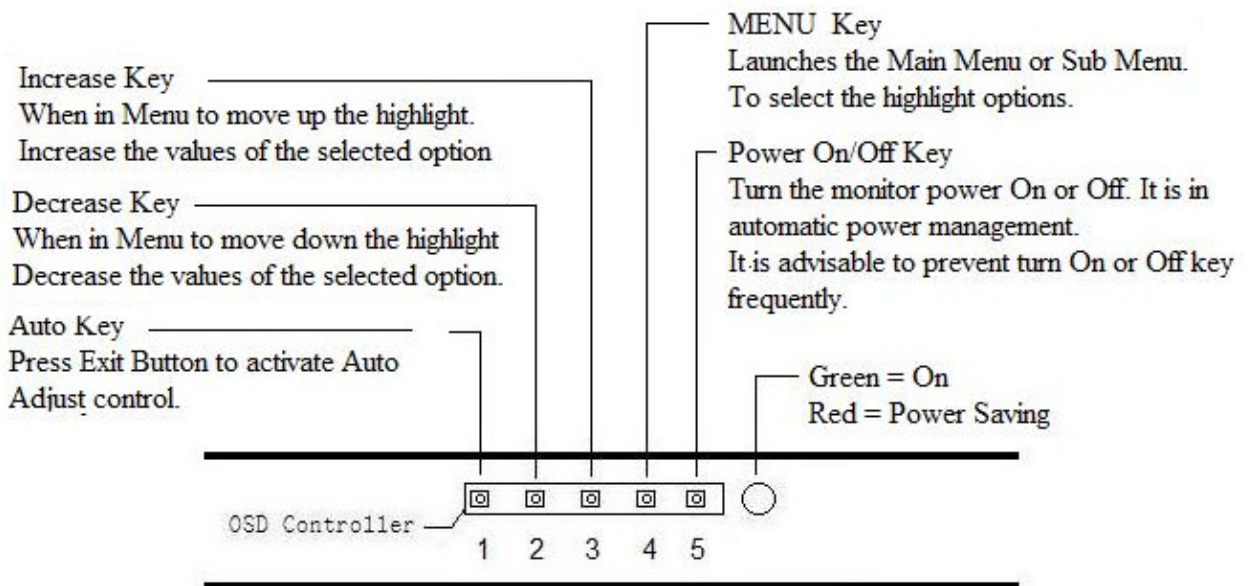 Increase Key
When in Menu to move up the highlight.
Increase the values of the selected option
Decrease Key
When in Menu to move down the highlight
Decrease the values of the selected option.
Auto Key
Press Exit Button to activate Auto
Adjust control.
MENU Key
Launches the Main Menu or Sub Menu.
To select the highlight options.
Power On/Off Key
Turn the monitor power On or Off. It is in
automatic power management.
It is advisable to prevent turn On or Off key
frequently.
Green = On
Red = Power Saving
OSD Controller
1 2 3 4 5